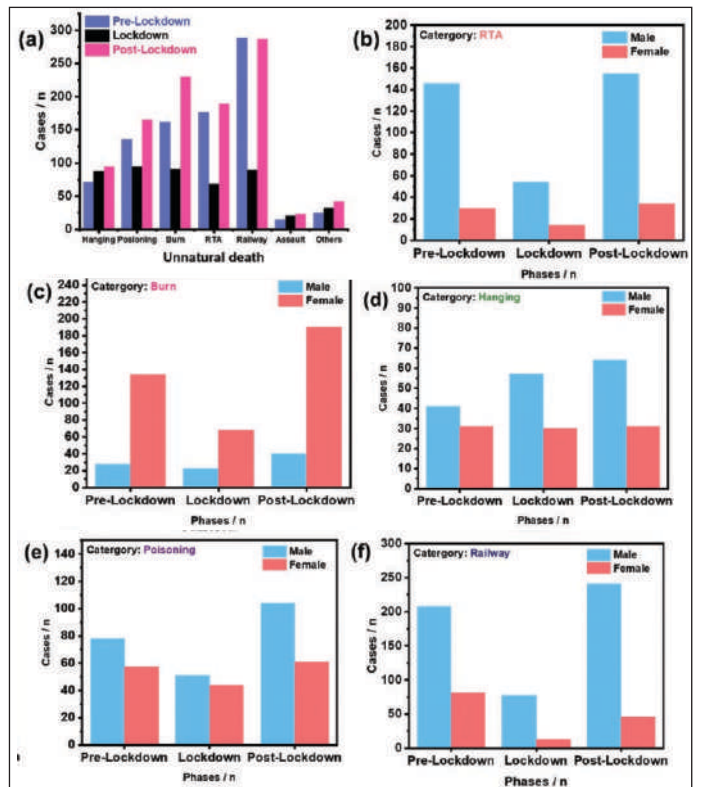 (a)
Pre-Lockdown
Lockdown
Post-Lockdown
300
250
200
150
100
50
0
Cases / n
Hanging Posioning Burn RTA Railway Assault Others
Unnatural death
(b)
Catergory: RTA
Male
Female
200
180
160
140
120
100
80
60
40
20
0
Cases / n
Pre-Lockdown Lockdown Post-Lockdown
Phases / n
(c)
Catergory: Burn
Male
Female
240
220
200
180
160
140
120
100
80
60
40
20
0
Cases / n
Pre-Lockdown Lockdown Post-Lockdown
Phases / n
(d)
Catergory: Hanging
Male
Female
100
90
80
70
60
50
40
30
20
10
0
Cases / n
Pre-Lockdown Lockdown Post-Lockdown
Phases / n
(e)
Catergory: Poisoning
Male
Female
140
120
100
80
60
40
20
0
Cases / n
Pre-Lockdown Lockdown Post-Lockdown
Phases / n
(f)
Catergory: Railway
Male
Female
300
250
200
150
100
50
0
Cases / n
Pre-Lockdown Lockdown Post-Lockdown
Phases / n